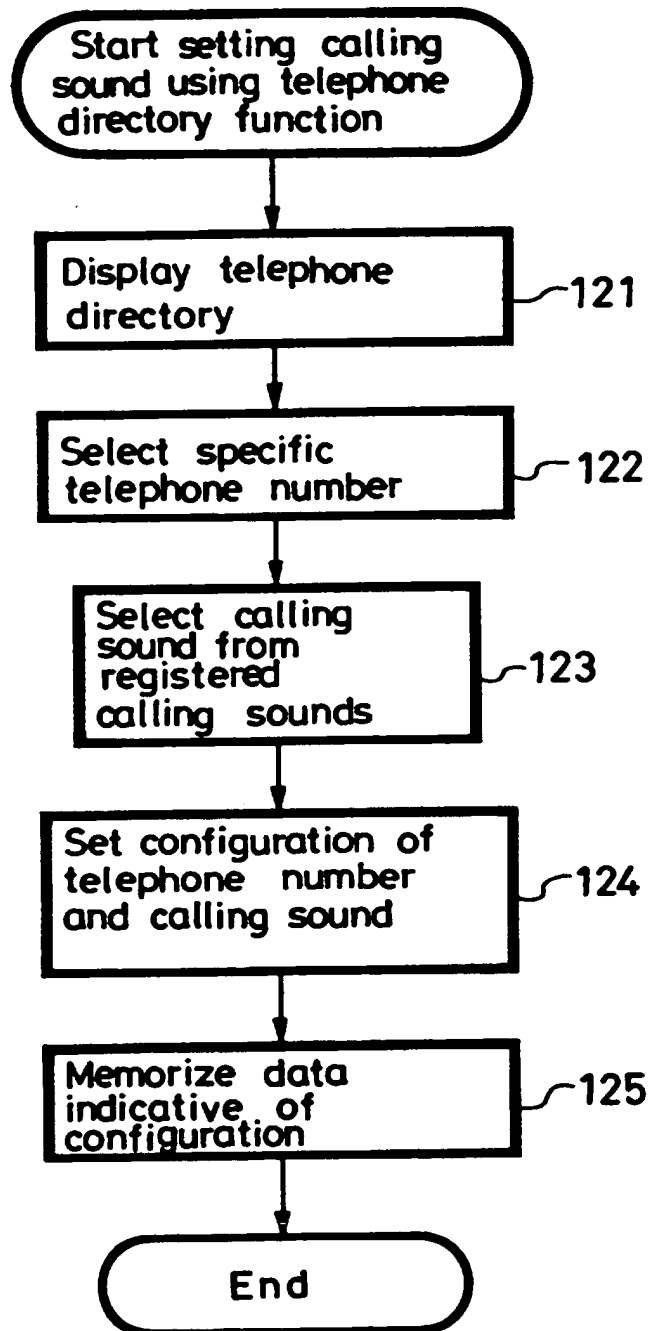 Start setting calling
sound using telephone
directory function
Display telephone
directory
121
Select specific
telephone number
122
Select calling
sound from
registered
calling sounds
123
Set configuration of
telephone number
and calling sound
124
Memorize data
indicative of
configuration
125
End